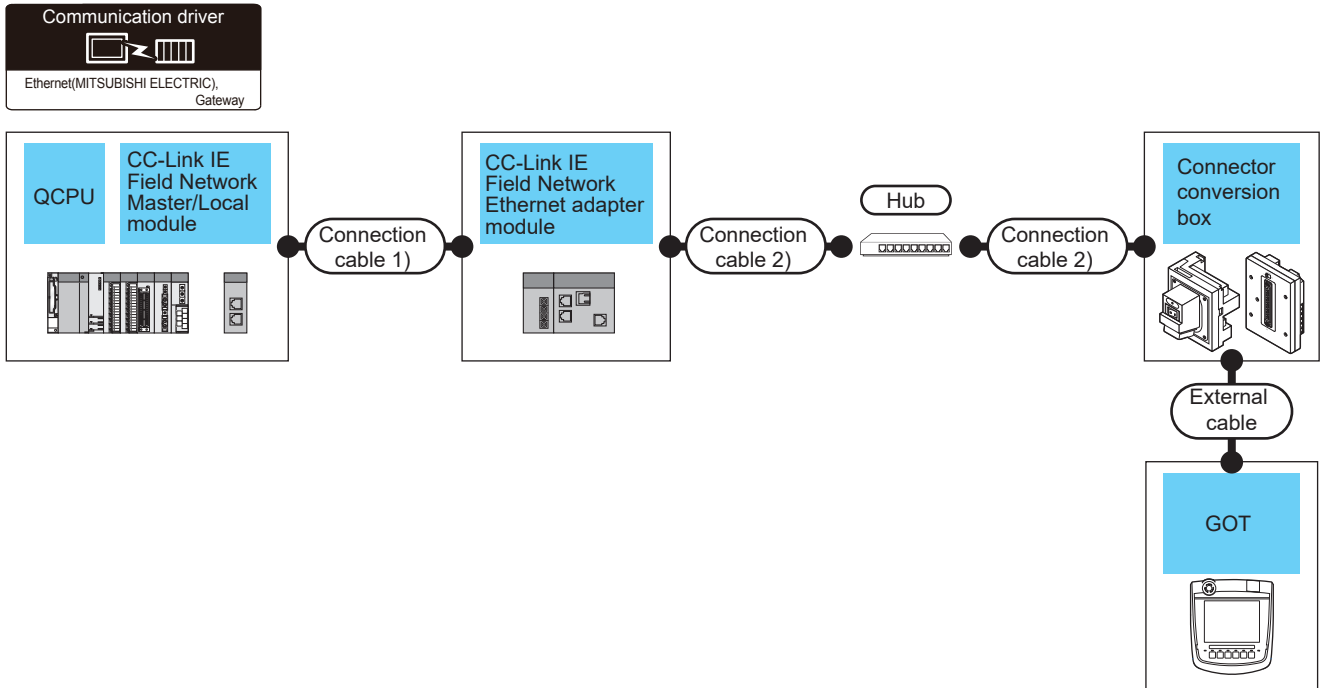 Communication driver
Ethernet(MITSUBISHI ELECTRIC),
Gateway
QCPU
CC-Link IE
Field Network
Master/Local
module
Connection
cable 1)
CC-Link IE
Field Network
Ethernet adapter
module
Connection
cable 2)
Hub
Connection
cable 2)
Connector
conversion
box
External
cable
GOT